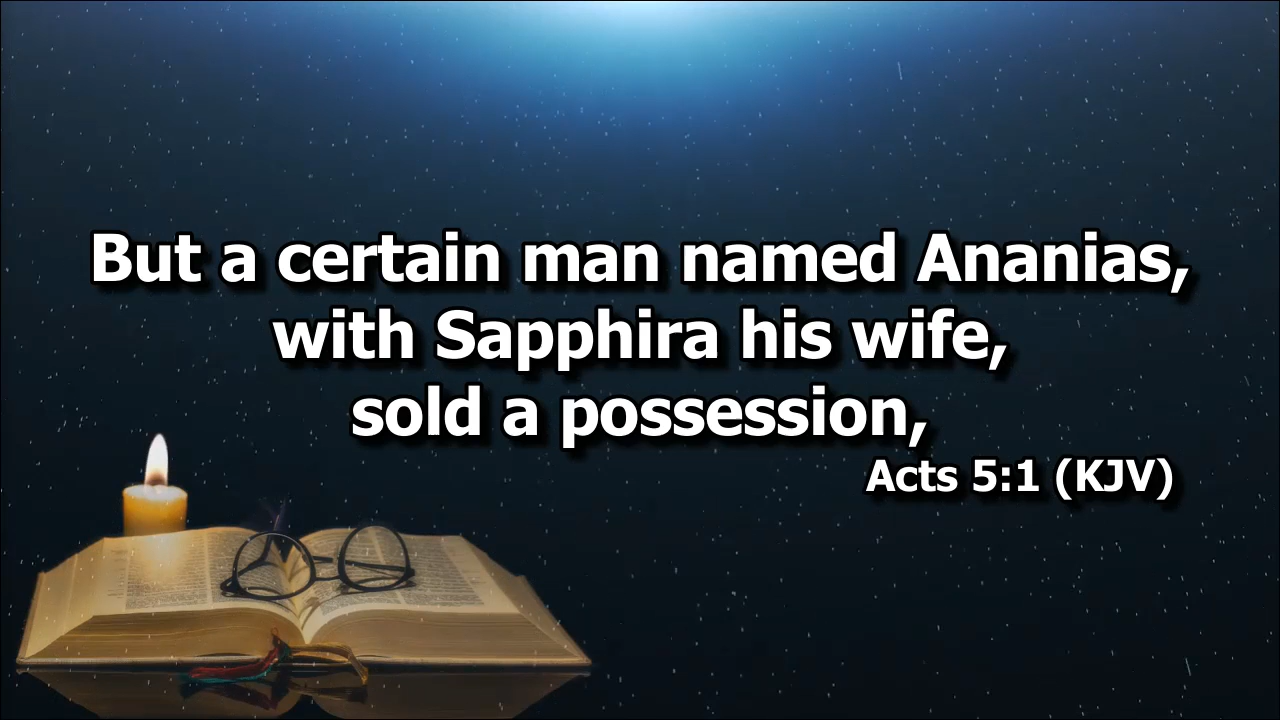 But a certain man named Ananias,
with Sapphira his wife,
sold a possession,
Acts 5:1 (KJV)